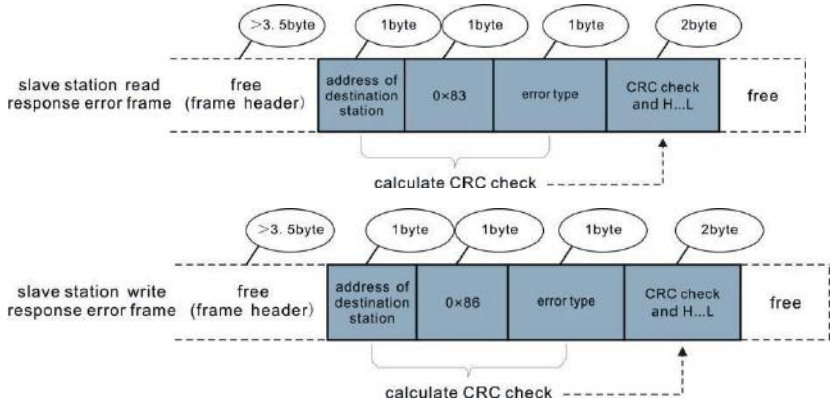 >3.5byte 1byte 1byte 1byte 2byte
slave station read free address of 0×83 error type CRC check free
response error frame (frame header) destination and H...L
station
calculate CRC check
>3.5byte 1byte 1byte 1byte 2byte
slave station write free address of 0×86 error type CRC check free
response error frame (frame header) destination and H...L
station
calculate CRC check